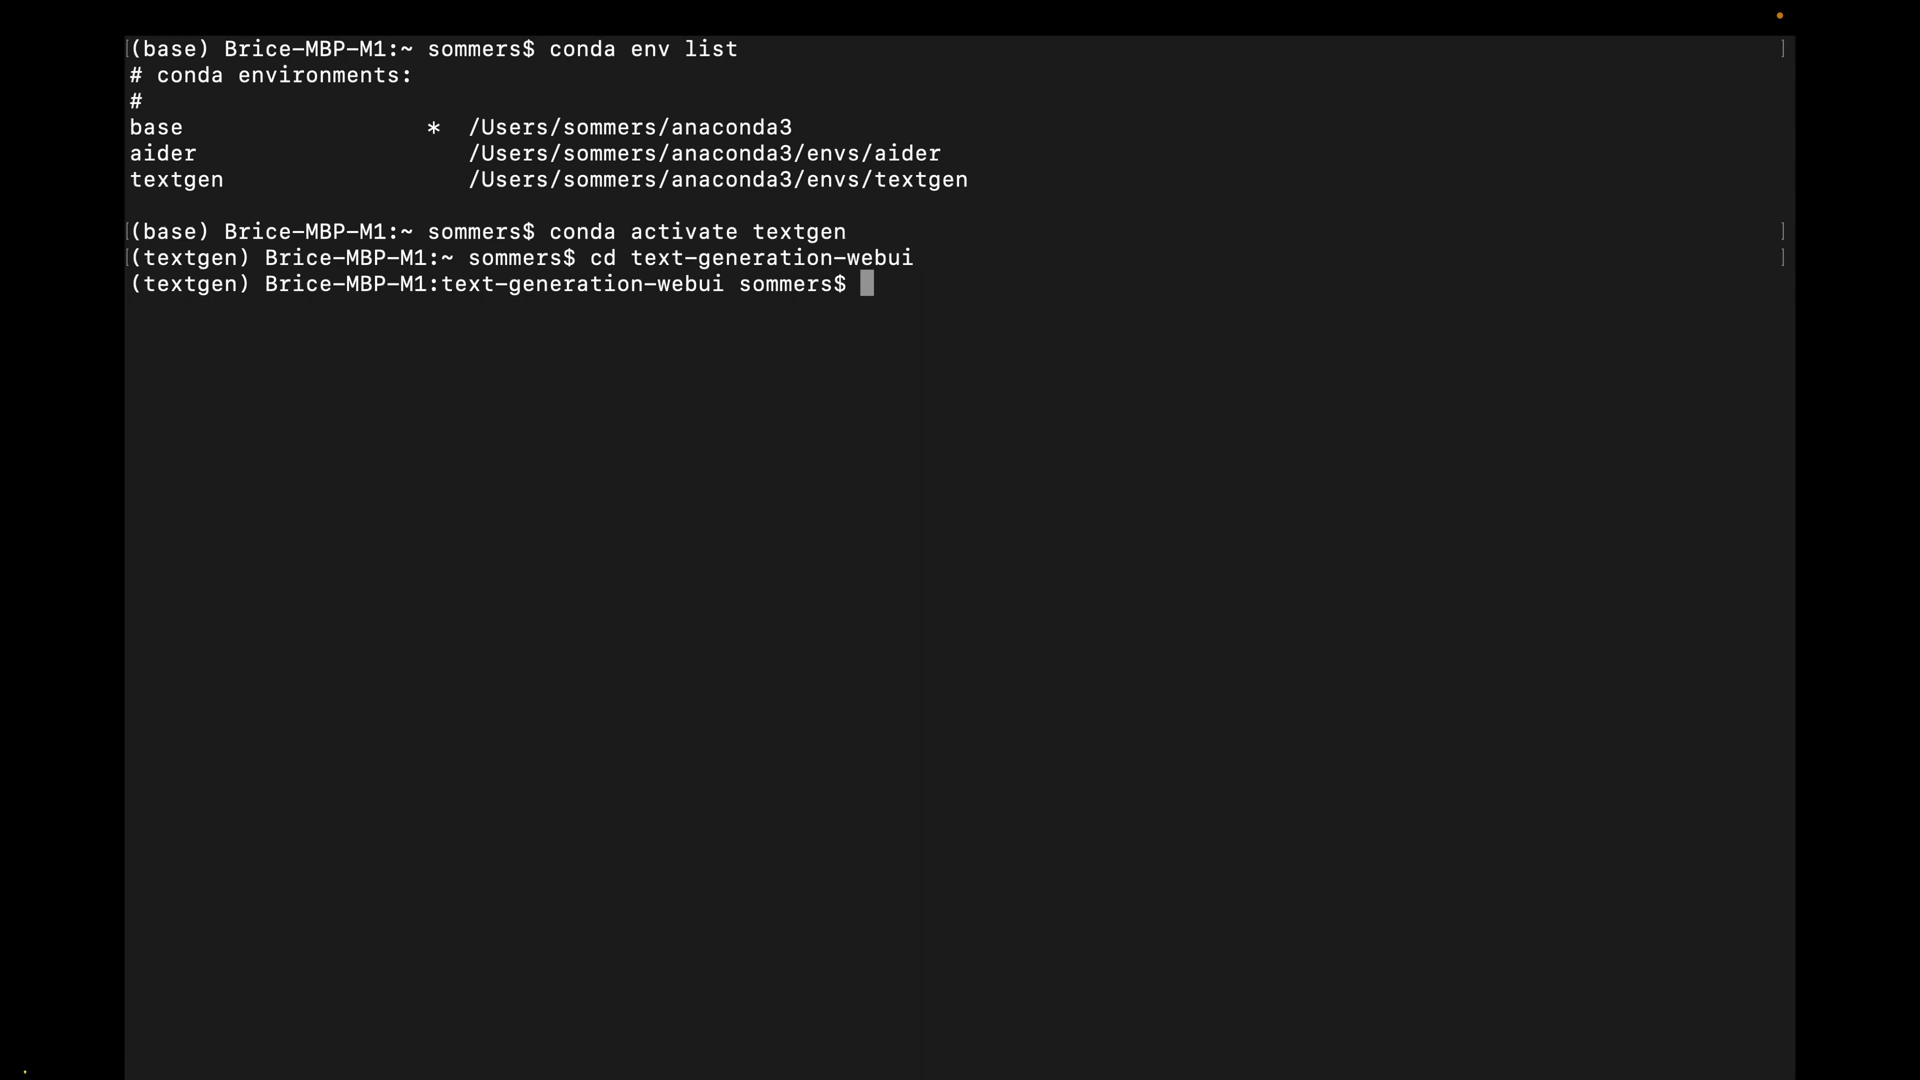 (base) Brice-MBP-M1:~ sommers$ conda env list
# conda environments:
#
base                  *  /Users/sommers/anaconda3
aider                    /Users/sommers/anaconda3/envs/aider
textgen                  /Users/sommers/anaconda3/envs/textgen
(base) Brice-MBP-M1:~ sommers$ conda activate textgen
(textgen) Brice-MBP-M1:~ sommers$ cd text-generation-webui
(textgen) Brice-MBP-M1:text-generation-webui sommers$